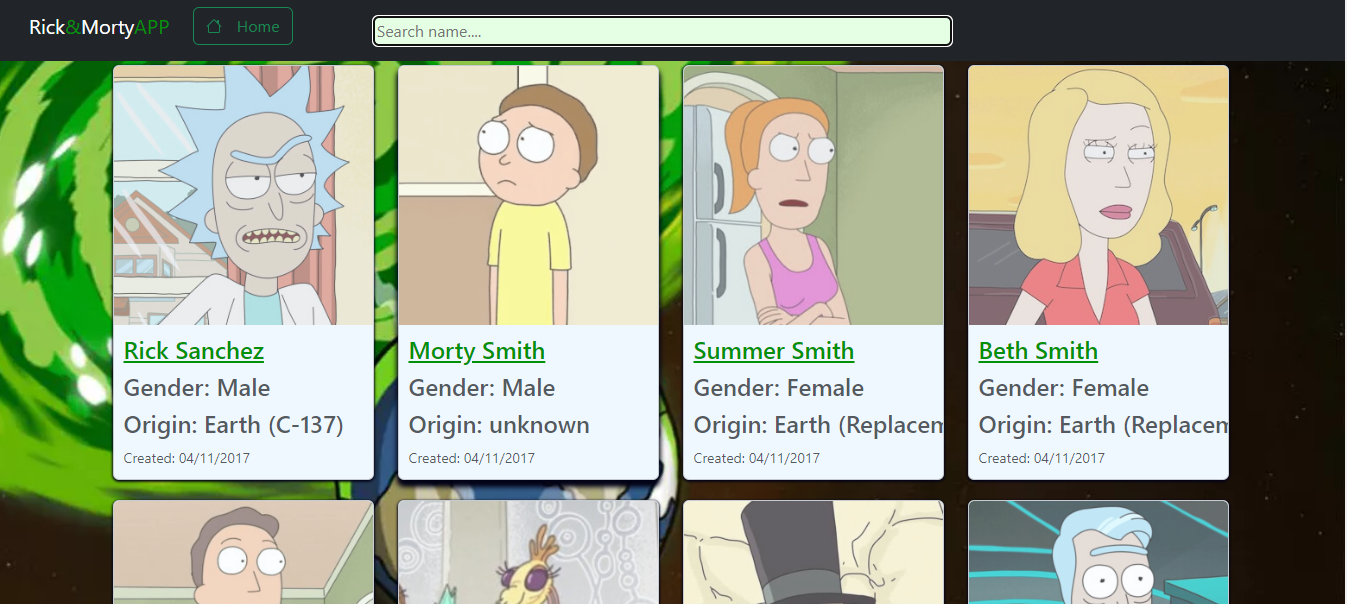 Rick&MortyAPP
Home
Search name....
Rick Sanchez
Gender: Male
Origin: Earth (C-137)
Created: 04/11/2017
Morty Smith
Gender: Male
Origin: unknown
Created: 04/11/2017
Summer Smith
Gender: Female
Origin: Earth (Replacem
Created: 04/11/2017
Beth Smith
Gender: Female
Origin: Earth (Replacem
Created: 04/11/2017